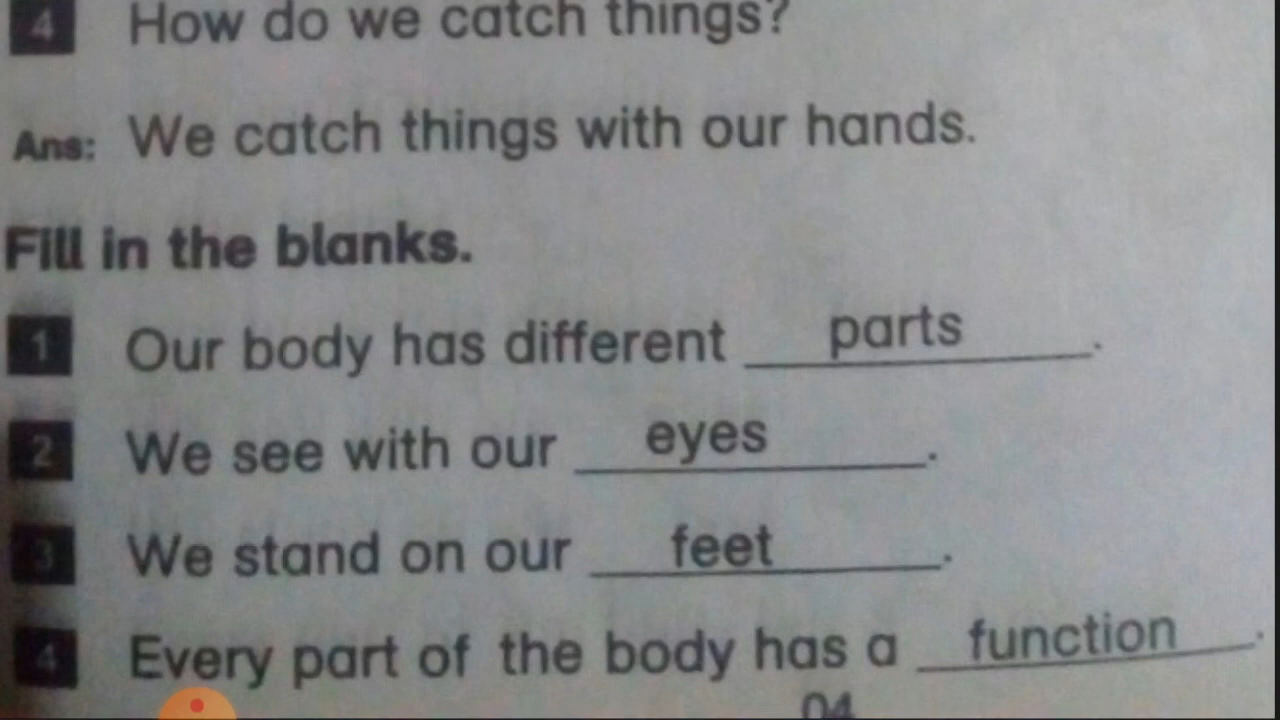 4 How do we catch things?
Ans: We catch things with our hands.
Fill in the blanks.
1 Our body has different parts.
2 We see with our eyes.
3 We stand on our feet.
4 Every part of the body has a function.
04